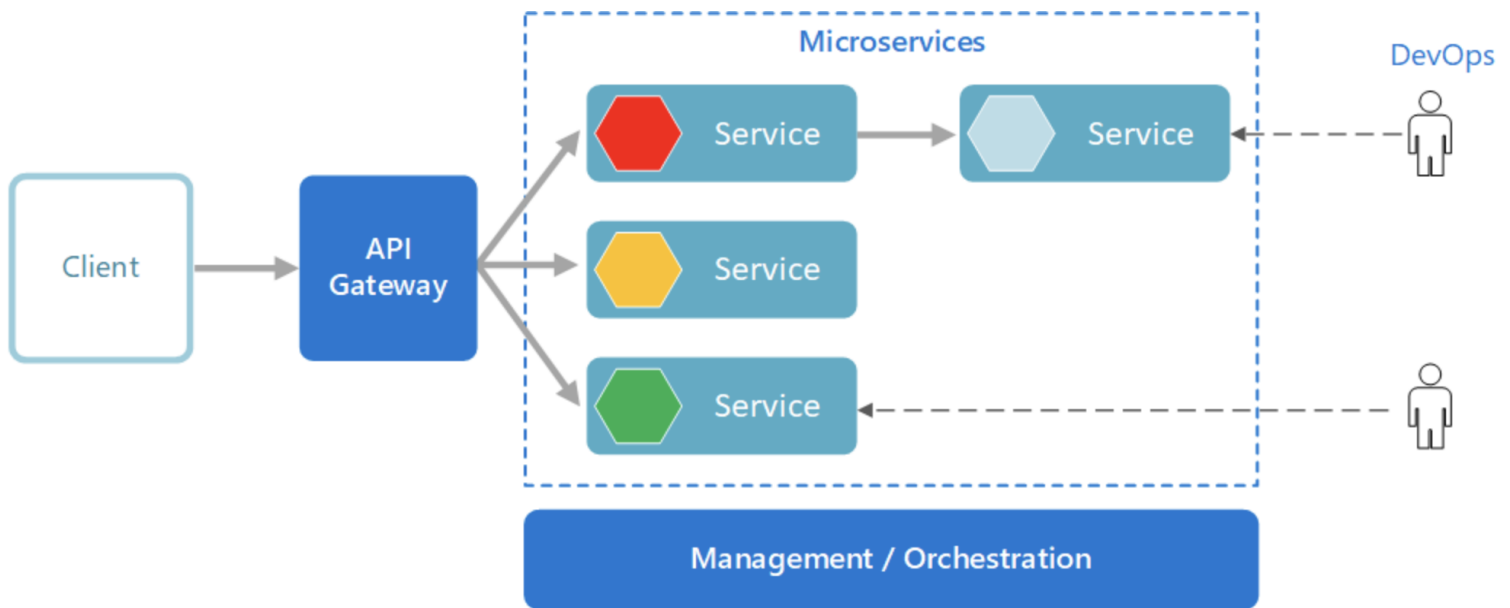 Microservices
DevOps
Service
Service
Client
API
Gateway
Service
Service
Management / Orchestration